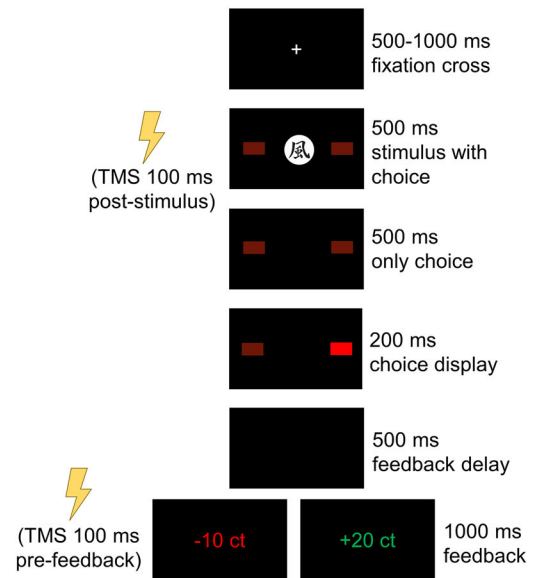 +
500-1000 ms
fixation cross
風
500 ms
stimulus with
choice
(TMS 100 ms
post-stimulus)
500 ms
only choice
200 ms
choice display
500 ms
feedback delay
(TMS 100 ms
pre-feedback)
-10 ct
+20 ct
1000 ms
feedback